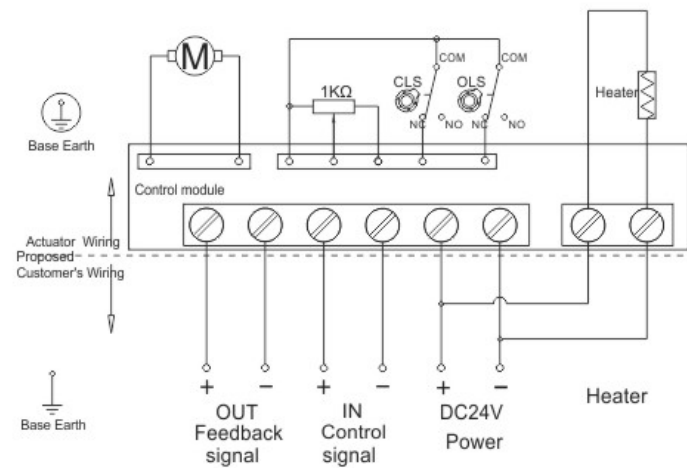 M
COM
COM
CLS
OLS
1KΩ
NC
NO
NC
NO
Heater
Base Earth
Control module
Actuator Wiring
Proposed
Customer's Wiring
+
−
+
−
+
−
OUT
Feedback
signal
IN
Control
signal
DC24V
Power
Heater
Base Earth